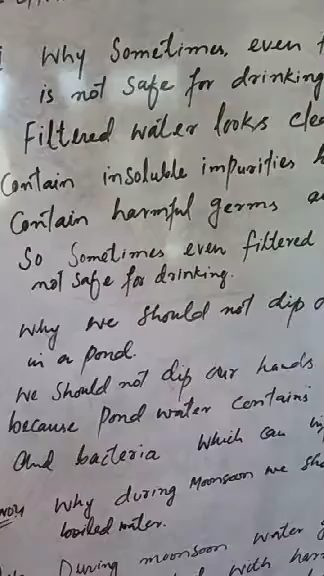 Why Sometimes, even
is not Safe for drinking
Filtered water looks
Contain insoluble impurities
Contain harmful germs
So Sometimes even filtered
not Safe for drinking.
Why we should not dip
in a pond.
We Should not dip our hands
because Pond water contains
and bacteria which can
Why during Monsoon we
boiled water.
During moonsoon water
with